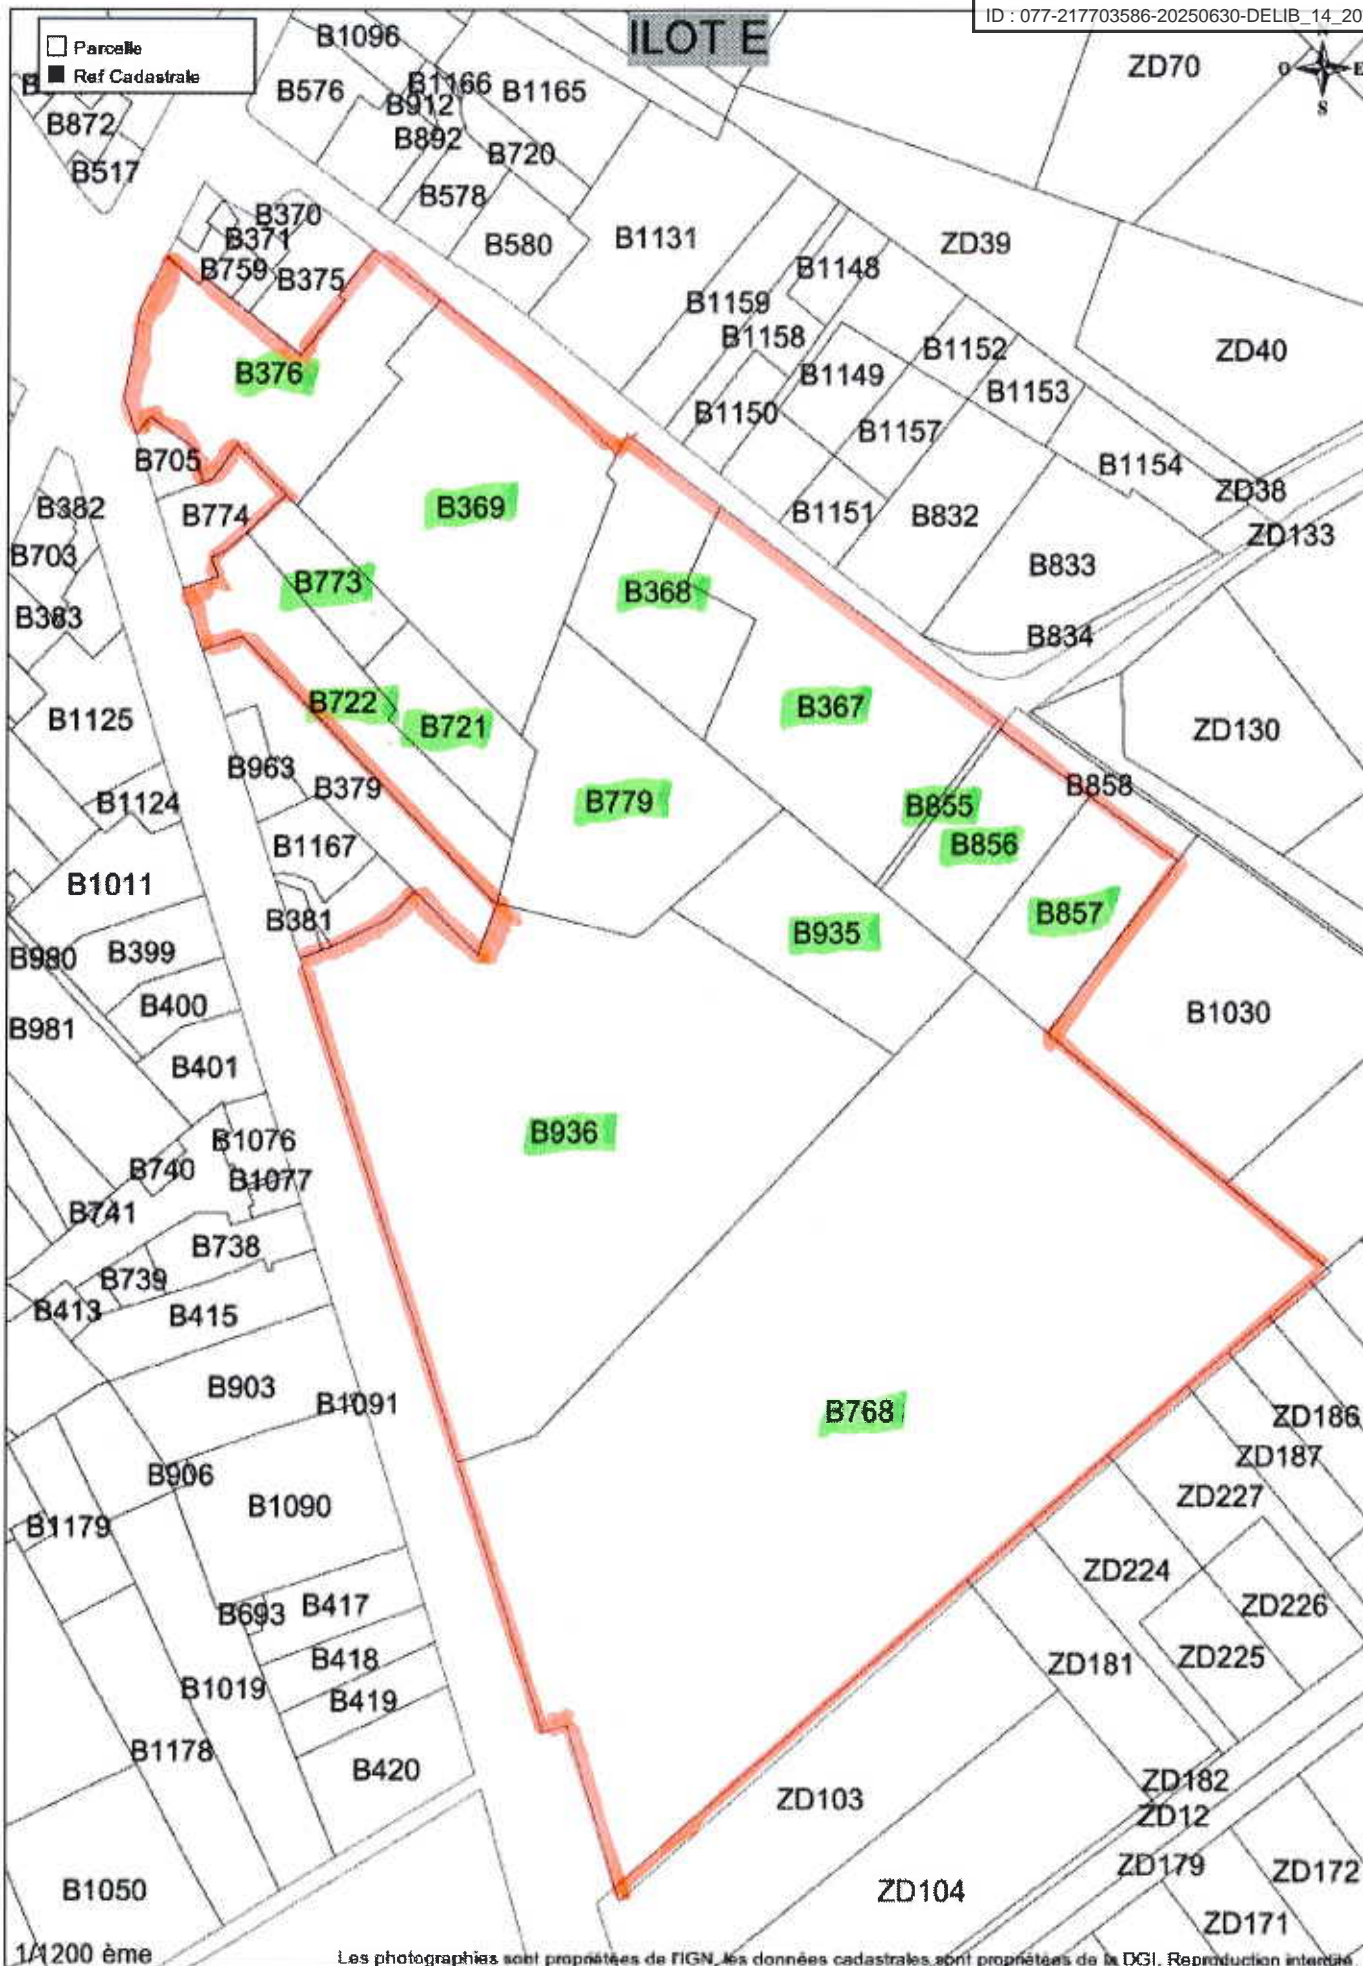 ID : 077-217703586-20250630-DELIB_14_20
ILOT E
Parcelle
Ref Cadastrale
N
O E
S
B1096
ZD70
B576
B1166
B1165
B912
B872
B892
B720
B517
B578
B370
B371
B580
B1131
ZD39
B759
B375
B1148
B1159
B1158
B1152
ZD40
B376
B1149
B1153
B1150
B1157
B705
B1154
B382
B774
B369
B1151
B832
ZD38
ZD133
B703
B773
B368
B833
B383
B834
B1125
B722
B721
B367
ZD130
B963
B379
B858
B1124
B779
B855
B1167
B856
B1011
B381
B857
B935
B980
B399
B400
B981
B1030
B401
B936
B1076
B740
B1077
B741
B738
B739
B413
B415
B903
B1091
B768
ZD186
ZD187
B906
B1090
ZD227
B1179
ZD224
B693
B417
ZD226
B418
ZD181
ZD225
B1019
B419
B1178
B420
ZD182
ZD103
ZD12
ZD179
ZD172
B1050
ZD104
ZD171
1/1200 ème
Les photographies sont propriétées de l'IGN, les données cadastrales sont propriétées de la DGI. Reproduction interdite.